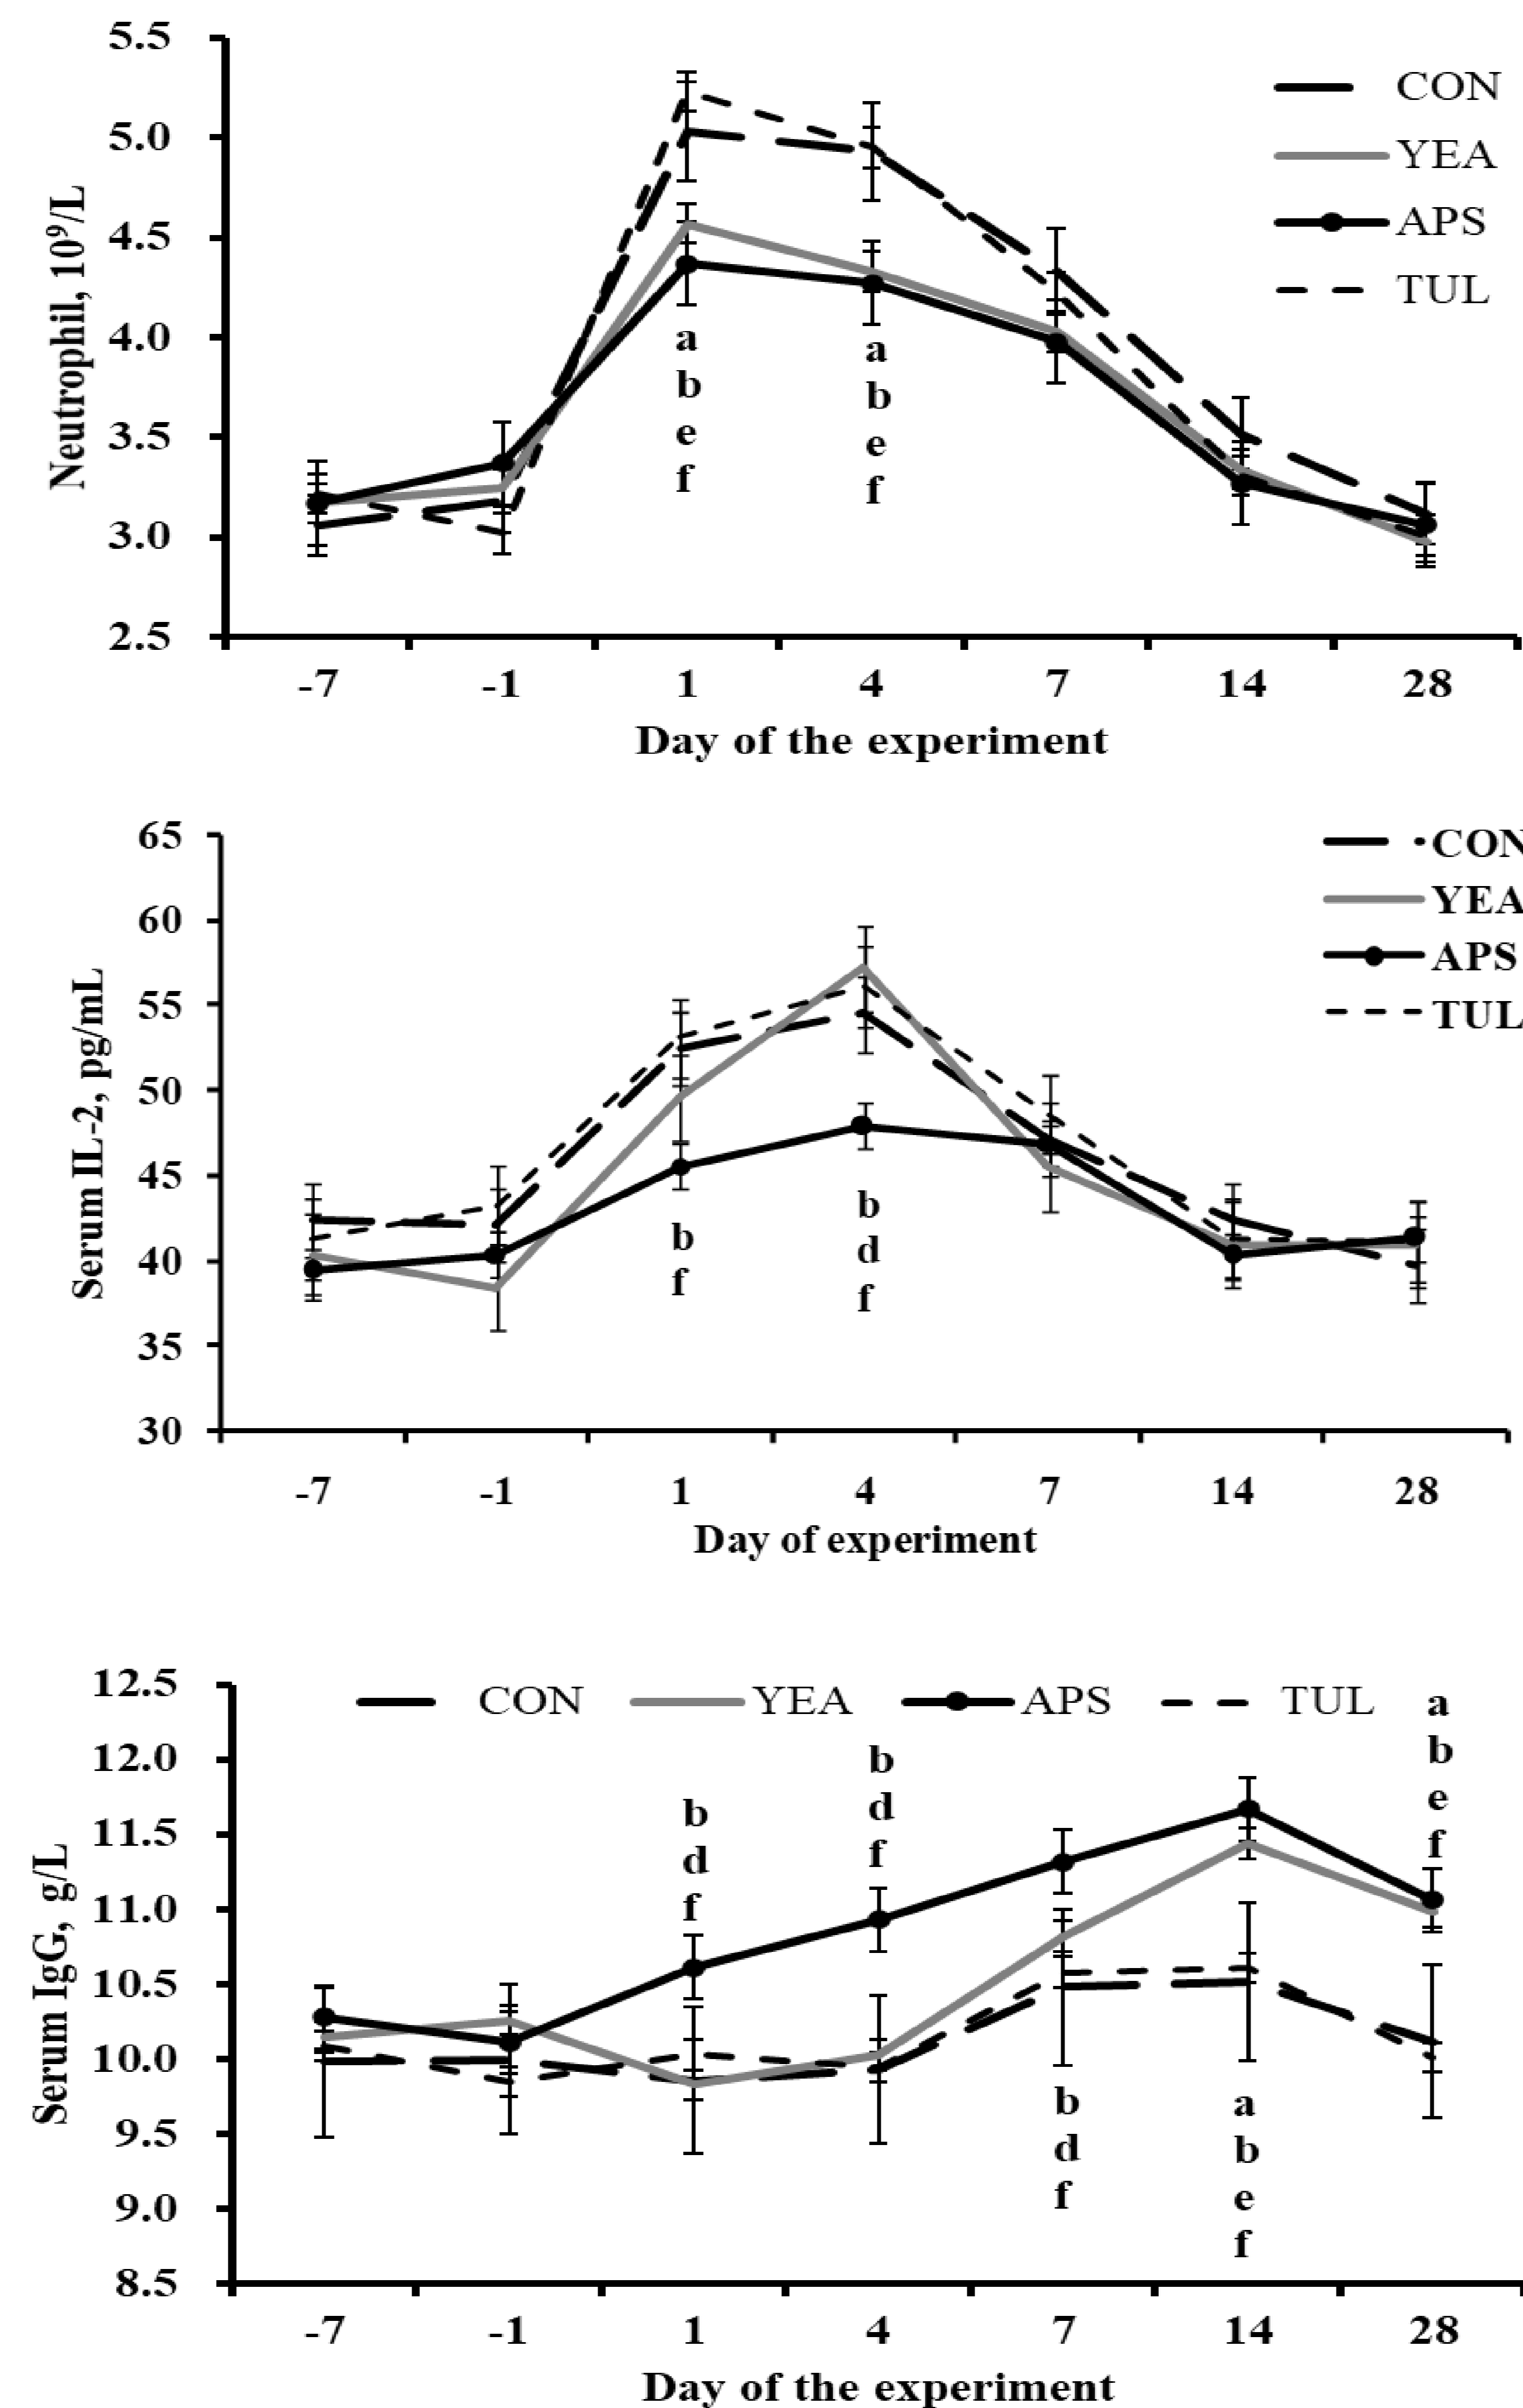 5.5
5.0
4.5
4.0
3.5
3.0
2.5
Neutrophil, 10⁹/L
CON
YEA
APS
TUL
a
b
e
f
a
b
e
f
-7 -1 1 4 7 14 28
Day of the experiment
65
60
55
50
45
40
35
30
Serum IL-2, pg/mL
CON
YEA
APS
TUL
b
f
b
d
f
-7 -1 1 4 7 14 28
Day of experiment
12.5
12.0
11.5
11.0
10.5
10.0
9.5
9.0
8.5
Serum IgG, g/L
CON YEA APS TUL
b
d
f
b
d
f
b
d
f
a
b
e
f
a
b
e
f
-7 -1 1 4 7 14 28
Day of the experiment